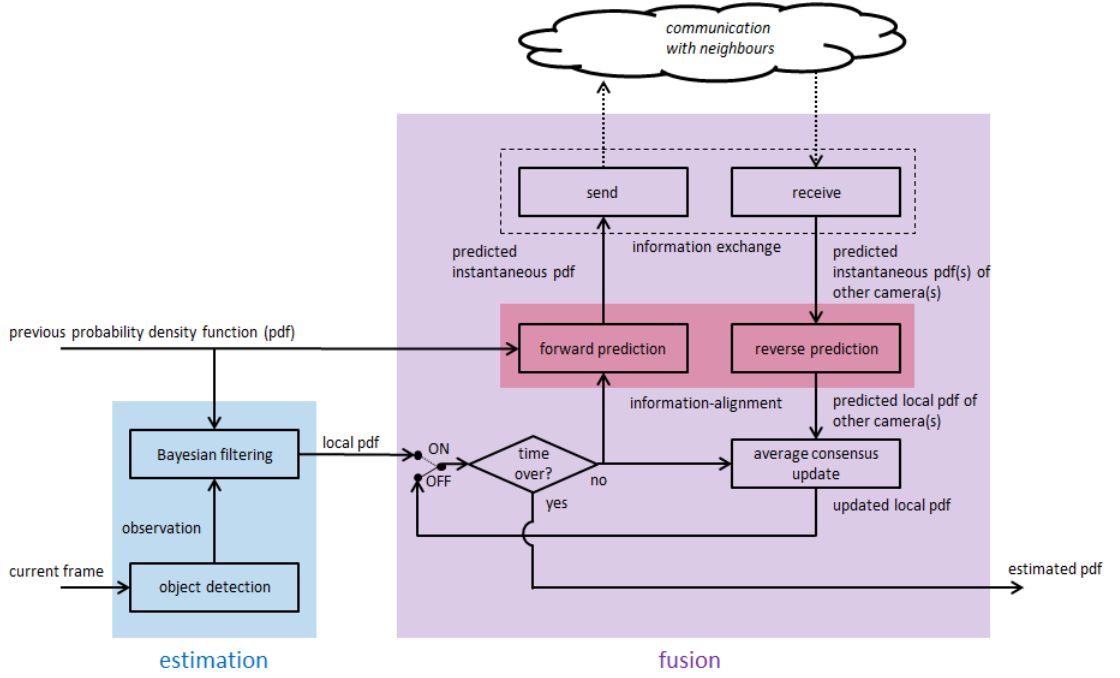 communication
with neighbours
send
receive
information exchange
predicted
instantaneous pdf
predicted
instantaneous pdf(s) of
other camera(s)
previous probability density function (pdf)
forward prediction
reverse prediction
information-alignment
predicted local pdf of
other camera(s)
Bayesian filtering
local pdf
ON
OFF
time
over?
no
yes
average consensus
update
updated local pdf
observation
current frame
object detection
estimated pdf
estimation
fusion